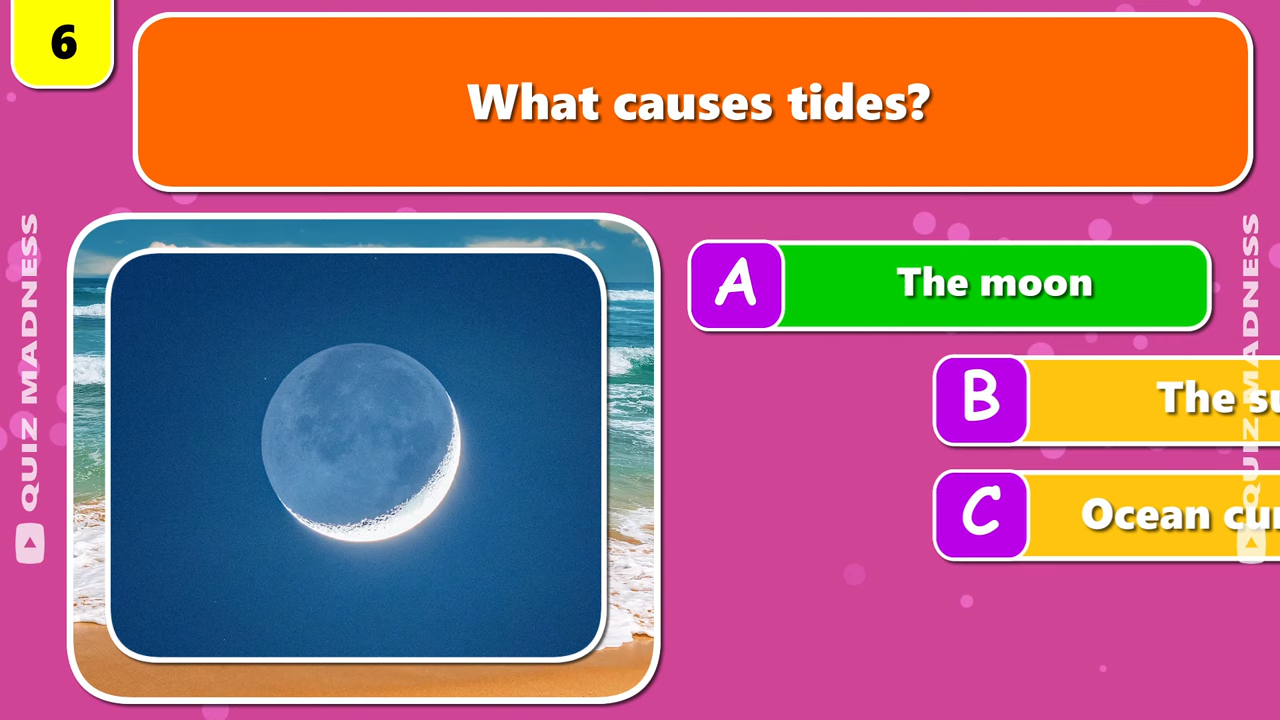 6
What causes tides?
A
The moon
B
The
C
Ocean
QUIZ MADNESS
QUIZ MADNESS